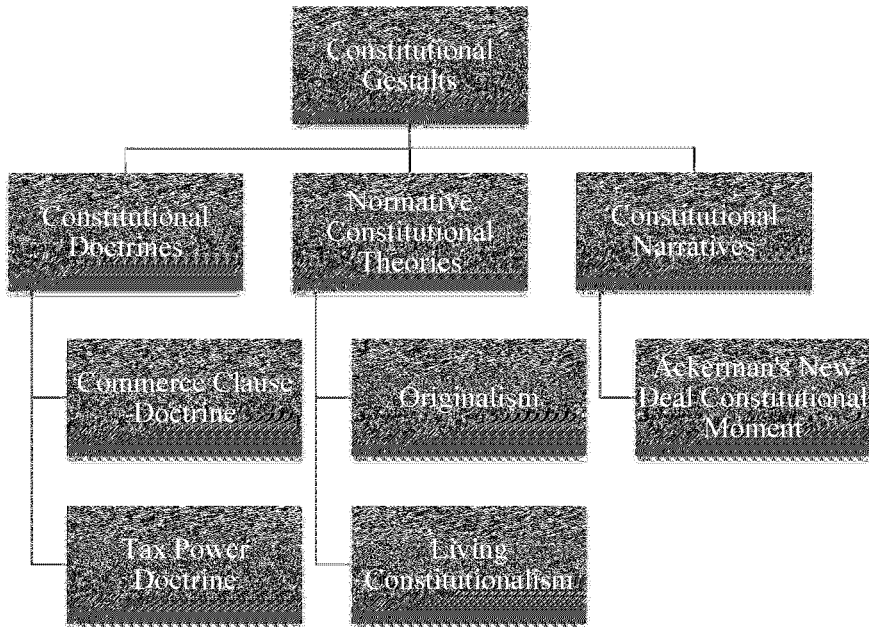 Constitutional
Gestalts
Constitutional
Doctrines
Normative
Constitutional
Theories
Constitutional
Narratives
Commerce Clause
Doctrine
Originalism
Ackerman's New
Deal Constitutional
Moment
Tax Power
Doctrine
Living
Constitutionalism